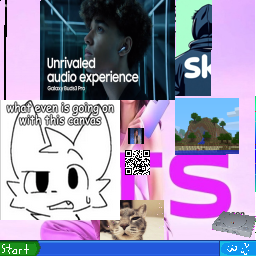 Unrivaled
audio experience
Galaxy Buds3 Pro
Sk
what even is going on
with this canvas
TS
Start